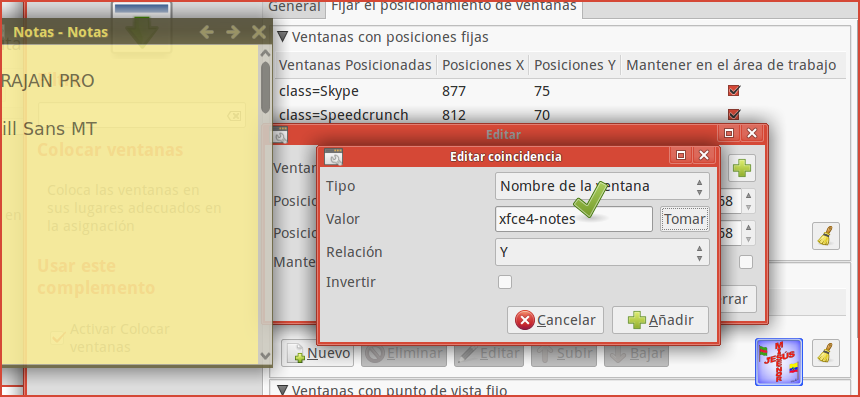 General
Fijar el posicionamiento de ventanas
Notas - Notas
RAJAN PRO
ill Sans MT
Colocar ventanas
Coloca las ventanas en
sus lugares adecuados en
la asignación
en
Usar este
complemento
Activar Colocar
ventanas
Ventanas con posiciones fijas
Ventanas Posicionadas Posiciones X Posiciones Y Mantener en el área de trabajo
class=Skype 877 75
class=Speedcrunch 812 70
Editar
Ventan
Posicio
68
Posicio
68
Mante
rrar
Editar coincidencia
Tipo Nombre de la ventana
Valor xfce4-notes Tomar
Relación Y
Invertir
Cancelar Añadir
Nuevo Eliminar Editar Subir Bajar
JESÚS
Ventanas con punto de vista fijo